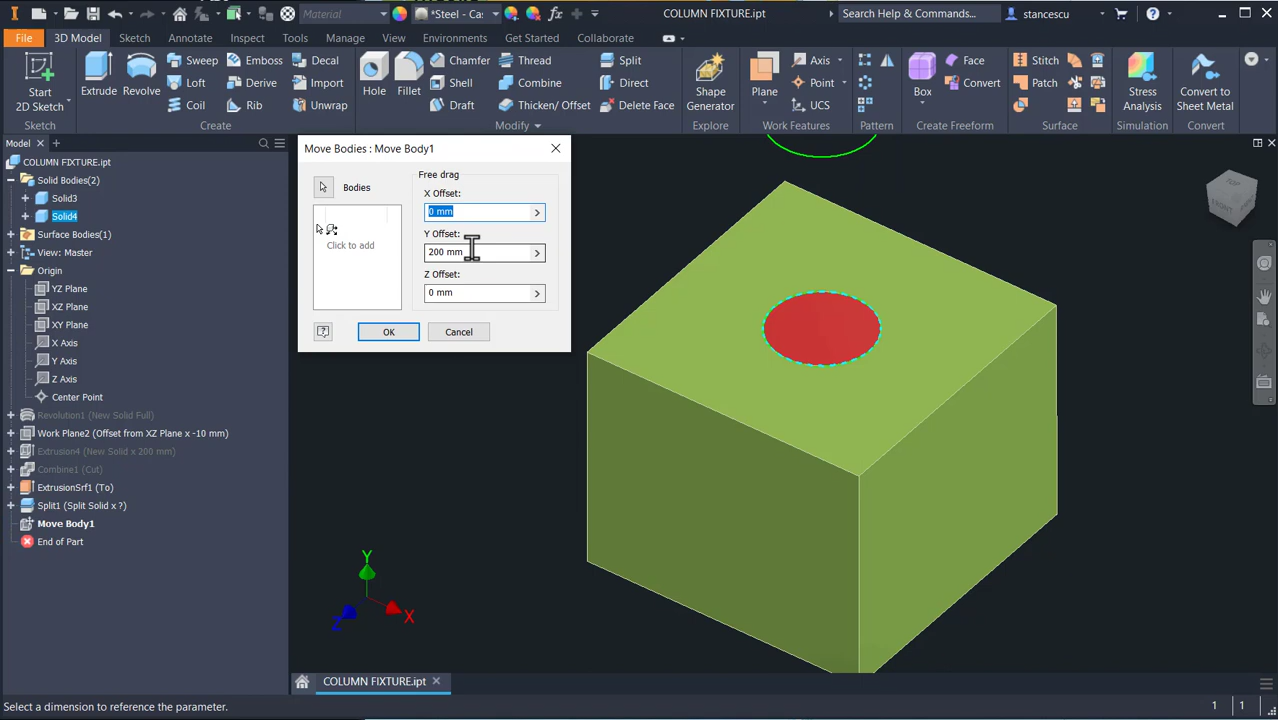 Material
*Steel - Cas
COLUMN FIXTURE.ipt
Search Help & Commands...
stancescu
File
3D Model
Sketch
Annotate
Inspect
Tools
Manage
View
Environments
Get Started
Collaborate
Start
2D Sketch
Sketch
Extrude
Revolve
Sweep
Loft
Coil
Emboss
Derive
Rib
Decal
Import
Unwrap
Create
Hole
Fillet
Chamfer
Shell
Draft
Thread
Combine
Thicken/ Offset
Split
Direct
Delete Face
Modify
Shape
Generator
Explore
Plane
Axis
Point
UCS
Work Features
Pattern
Box
Face
Convert
Create Freeform
Stitch
Patch
Surface
Stress
Analysis
Simulation
Convert to
Sheet Metal
Convert
Model
COLUMN FIXTURE.ipt
Solid Bodies(2)
Solid3
Solid4
Surface Bodies(1)
View: Master
Origin
YZ Plane
XZ Plane
XY Plane
X Axis
Y Axis
Z Axis
Center Point
Revolution1 (New Solid Full)
Work Plane2 (Offset from XZ Plane x -10 mm)
Extrusion4 (New Solid x 200 mm)
Combine1 (Cut)
ExtrusionSrf1 (To)
Split1 (Split Solid x ?)
Move Body1
End of Part
Move Bodies : Move Body1
Bodies
Click to add
Free drag
X Offset:
0 mm
Y Offset:
200 mm
Z Offset:
0 mm
?
OK
Cancel
FRONT
Y
X
Z
COLUMN FIXTURE.ipt
Select a dimension to reference the parameter.
1
1